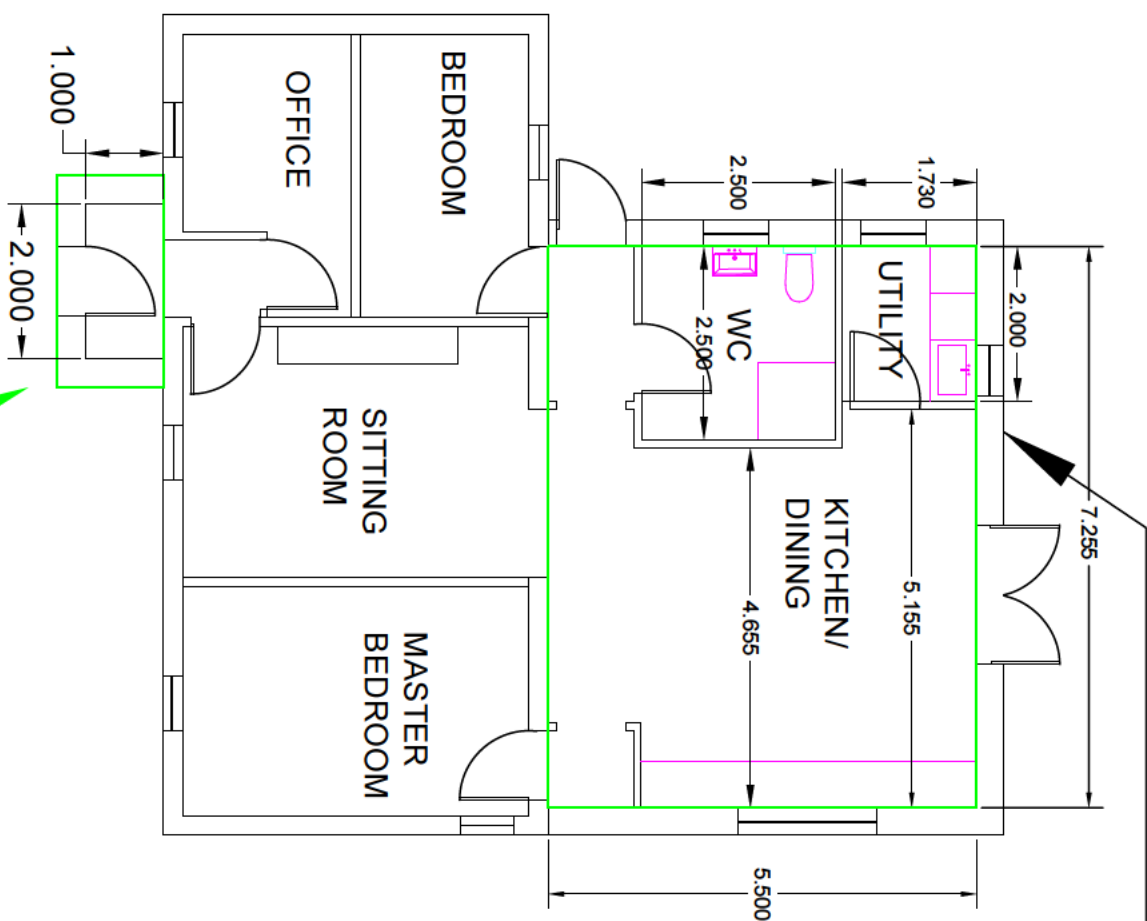 BEDROOM
OFFICE
1.000
2.000
2.500
1.730
UTILITY
2.000
WC
2.500
SITTING
ROOM
KITCHEN/
DINING
7.255
5.155
4.655
MASTER
BEDROOM
5.500